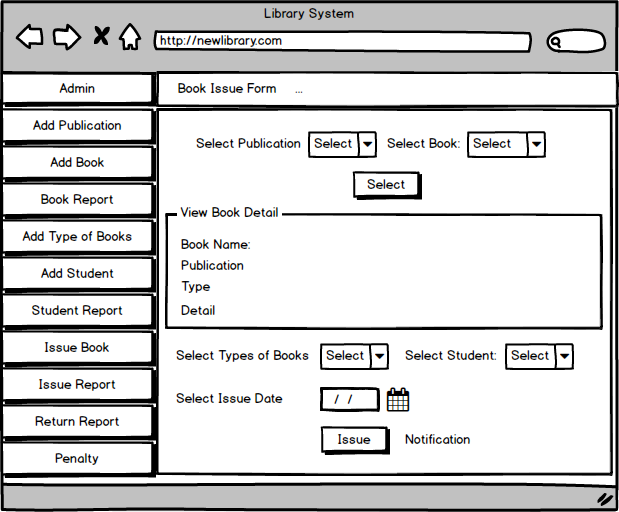 Library System
http://newlibrary.com
Admin
Book Issue Form ...
Add Publication
Add Book
Book Report
Add Type of Books
Add Student
Student Report
Issue Book
Issue Report
Return Report
Penalty
Select Publication Select Select Book: Select
Select
View Book Detail
Book Name:
Publication
Type
Detail
Select Types of Books Select Select Student: Select
Select Issue Date / /
Issue Notification